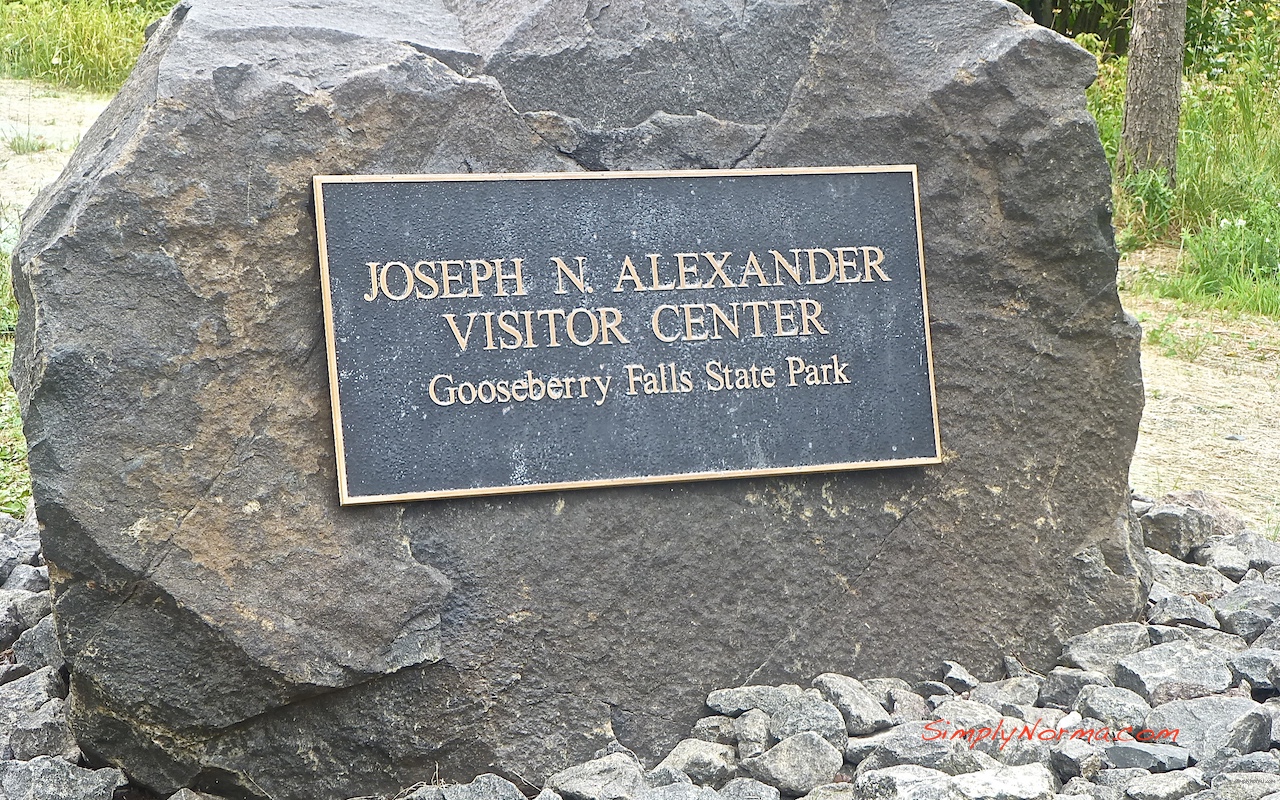 JOSEPH N. ALEXANDER
VISITOR CENTER
Gooseberry Falls State Park
SimplyNorma.com